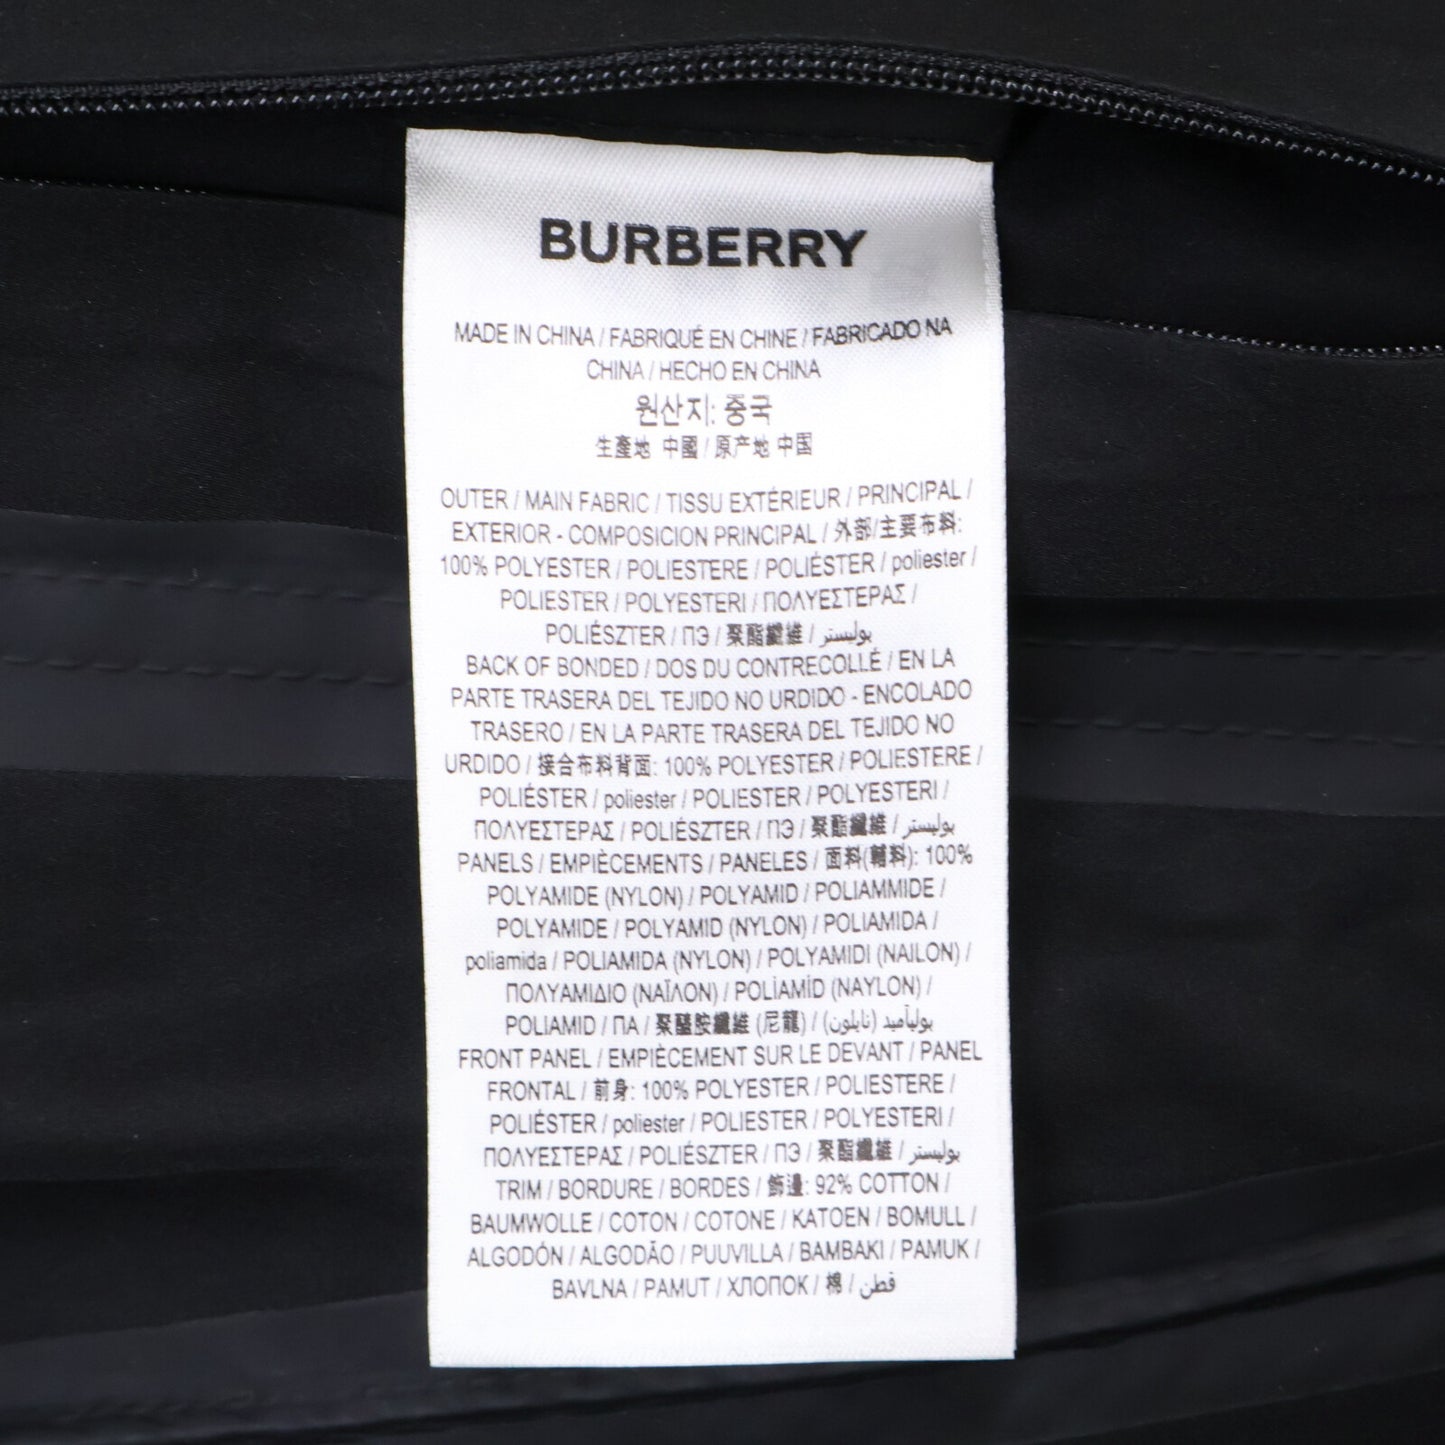 BURBERRY
MADE IN CHINA / FABRIQUÉ EN CHINE / FABRICADO NA
CHINA / HECHO EN CHINA
원산지: 중국
生產地 中國 / 原产地 中国
OUTER / MAIN FABRIC / TISSU EXTÉRIEUR / PRINCIPAL /
EXTERIOR - COMPOSICION PRINCIPAL / 外部/主要布料:
100% POLYESTER / POLIESTERE / POLIÉSTER / poliester /
POLIESTER / POLYESTERI / ΠΟΛΥΕΣΤΕΡΑΣ /
POLIÉSZTER / ПЭ / 聚酯纖維 / بوليستر
BACK OF BONDED / DOS DU CONTRECOLLÉ / EN LA
PARTE TRASERA DEL TEJIDO NO URDIDO - ENCOLADO
TRASERO / EN LA PARTE TRASERA DEL TEJIDO NO
URDIDO / 接合布料背面: 100% POLYESTER / POLIESTERE /
POLIÉSTER / poliester / POLIESTER / POLYESTERI /
ΠΟΛΥΕΣΤΕΡΑΣ / POLIÉSZTER / ПЭ / 聚酯纖維 / بوليستر
PANELS / EMPIÈCEMENTS / PANELES / 面料(輔料): 100%
POLYAMIDE (NYLON) / POLYAMID / POLIAMMIDE /
POLYAMIDE / POLYAMID (NYLON) / POLIAMIDA /
poliamida / POLIAMIDA (NYLON) / POLYAMIDI (NAILON) /
ΠΟΛΥΑΜΙΔΙΟ (ΝΑΪΛΟΝ) / POLİAMİD (NAYLON) /
POLIAMID / ПА / 聚醯胺纖維 (尼龍) / بوليآميد (نايلون)
FRONT PANEL / EMPIÈCEMENT SUR LE DEVANT / PANEL
FRONTAL / 前身: 100% POLYESTER / POLIESTERE /
POLIÉSTER / poliester / POLIESTER / POLYESTERI /
ΠΟΛΥΕΣΤΕΡΑΣ / POLIÉSZTER / ПЭ / 聚酯纖維 / بوليستر
TRIM / BORDURE / BORDES / 飾邊: 92% COTTON /
BAUMWOLLE / COTON / COTONE / KATOEN / BOMULL /
ALGODÓN / ALGODÃO / PUUVILLA / BAMBAKI / PAMUK /
BAVLNA / PAMUT / ХЛОПОК / 棉 / قطن